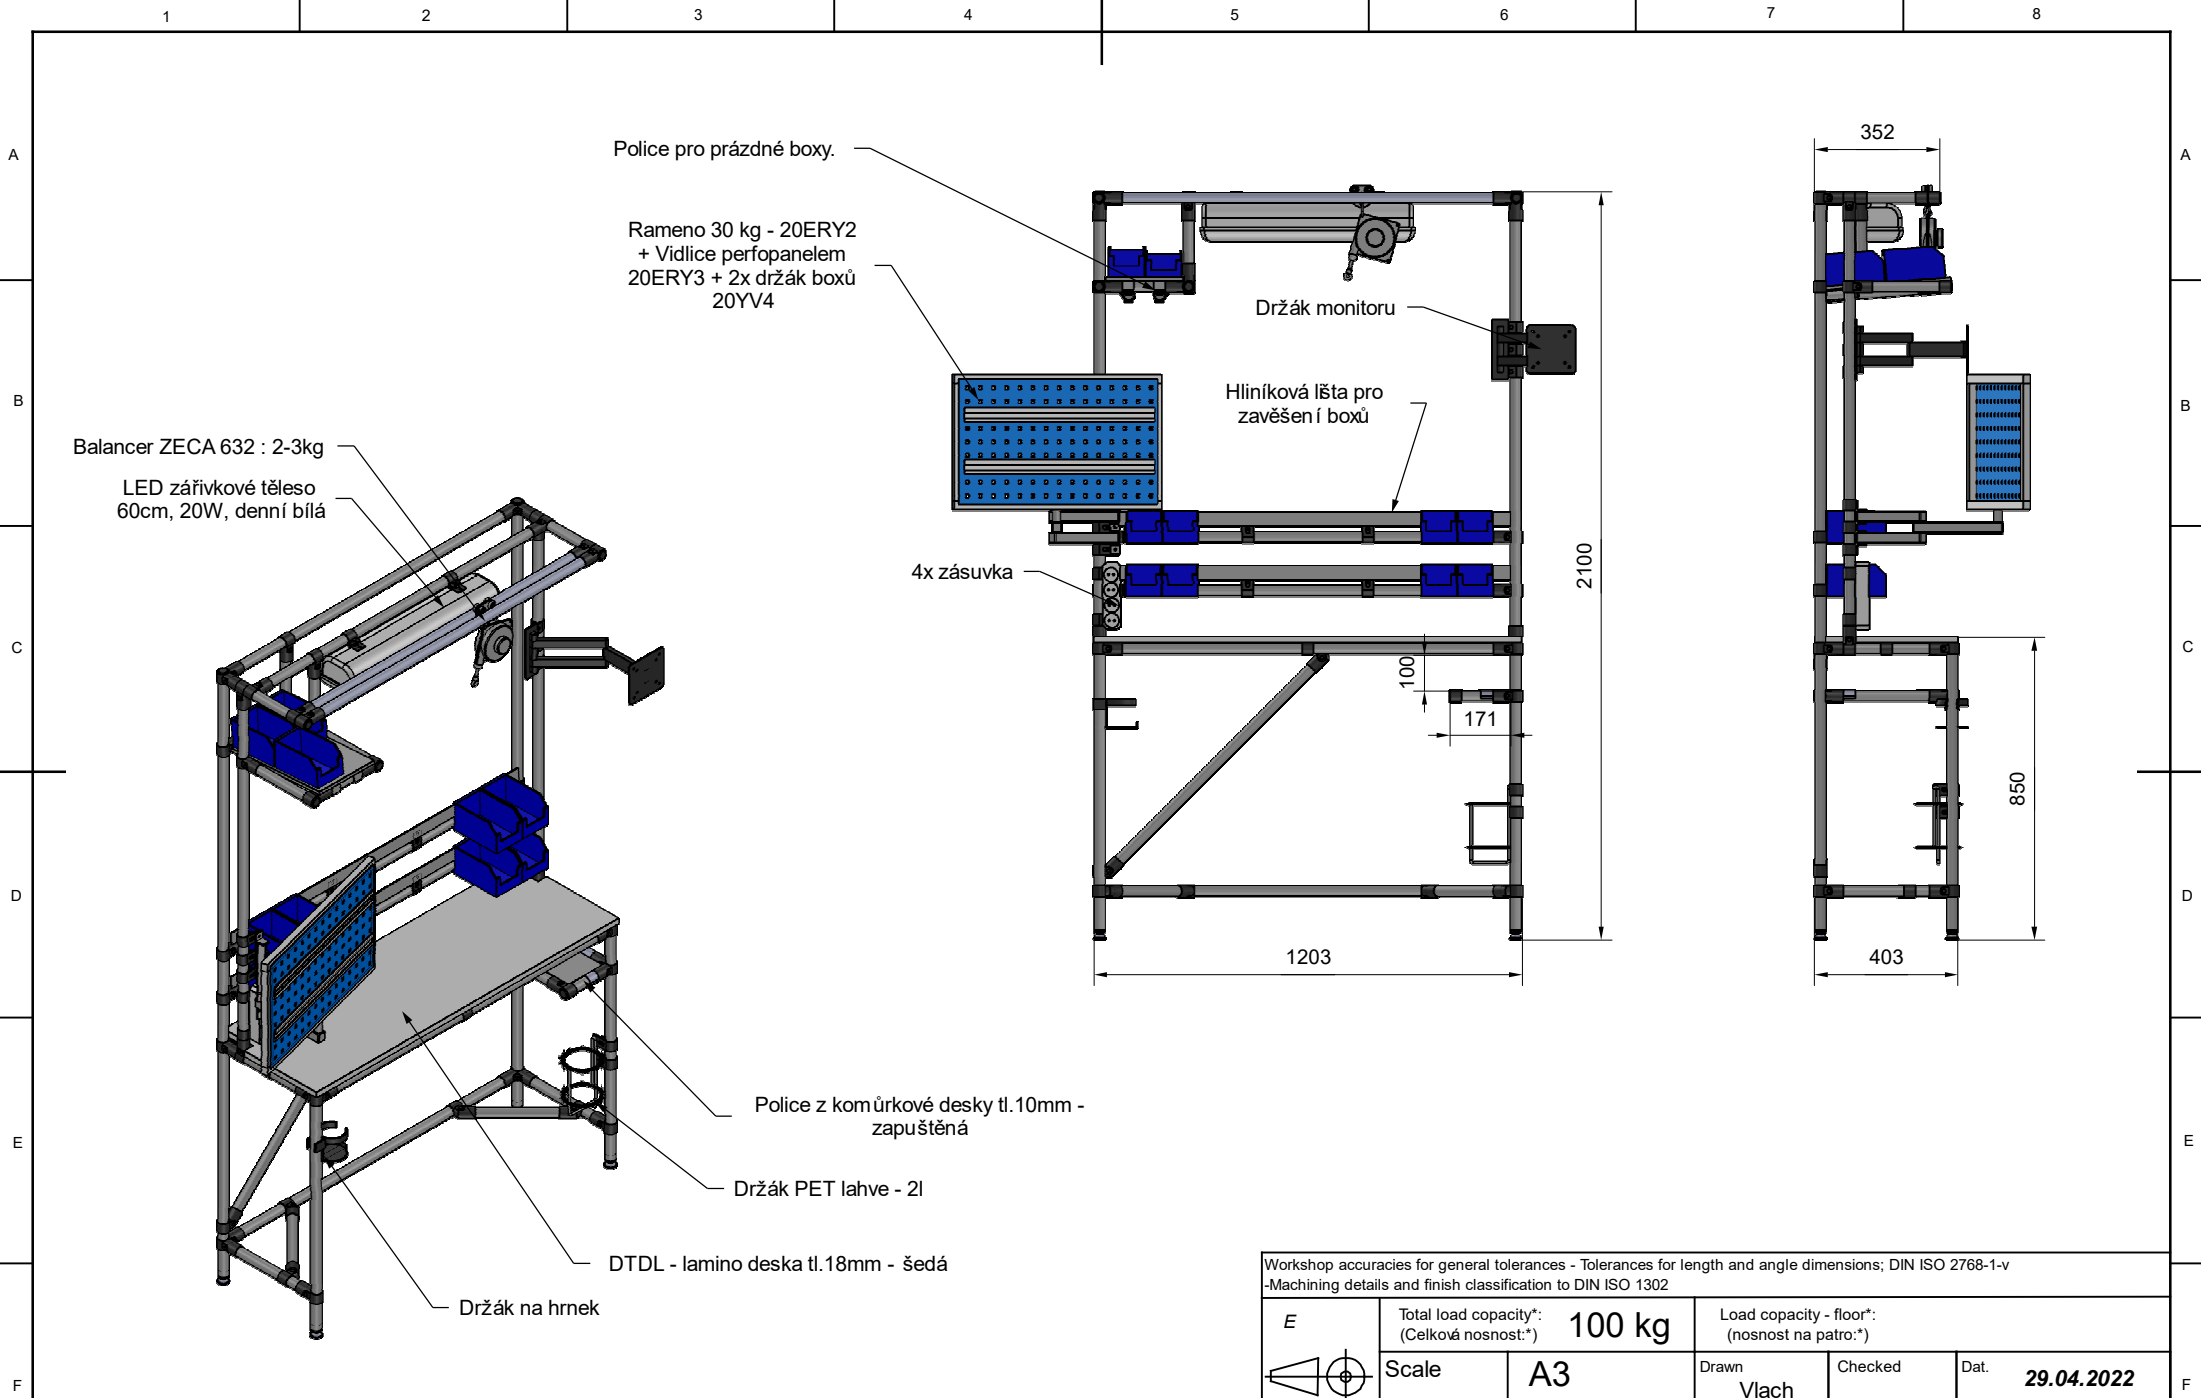 1 2 3 4 5 6 7 8
A A
B B
C C
D D
E E
F F
Police pro prázdné boxy.
Rameno 30 kg - 20ERY2
+ Vidlice perfopanelem
20ERY3 + 2x držák boxů
20YV4
Držák monitoru
Hliníková lišta pro
zavěšení boxů
Balancer ZECA 632 : 2-3kg
LED zářivkové těleso
60cm, 20W, denní bílá
4x zásuvka
352
2100
100
171
1203
850
403
Police z komůrkové desky tl.10mm -
zapuštěná
Držák PET lahve - 2l
DTDL - lamino deska tl.18mm - šedá
Držák na hrnek
Workshop accuracies for general tolerances - Tolerances for length and angle dimensions; DIN ISO 2768-1-v
-Machining details and finish classification to DIN ISO 1302
E
Total load copacity*:
(Celková nosnost:*)
100 kg
Load copacity - floor*:
(nosnost na patro:*)
Scale
A3
Drawn
Vlach
Checked
Dat.
29.04.2022